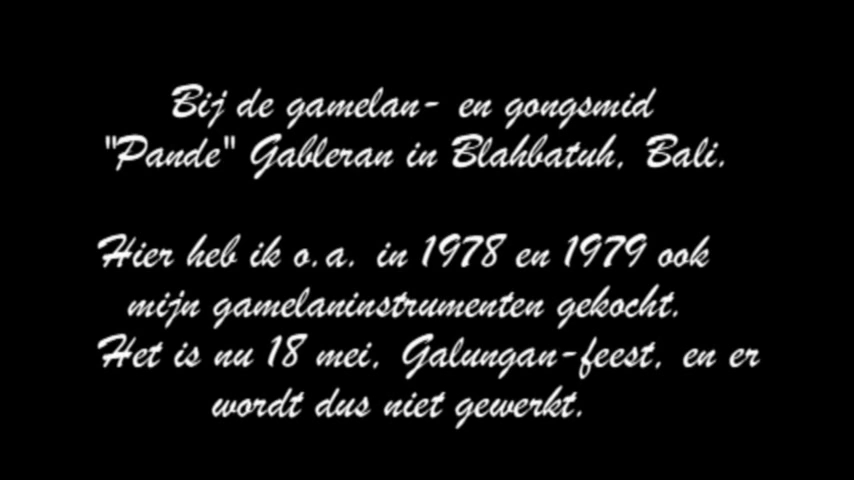 Bij de gamelan- en gongsmid
"Pande" Gableran in Blahbatuh, Bali.
Hier heb ik o.a. in 1978 en 1979 ook
mijn gamelaninstrumenten gekocht.
Het is nu 18 mei, Galungan-feest, en er
wordt dus niet gewerkt.